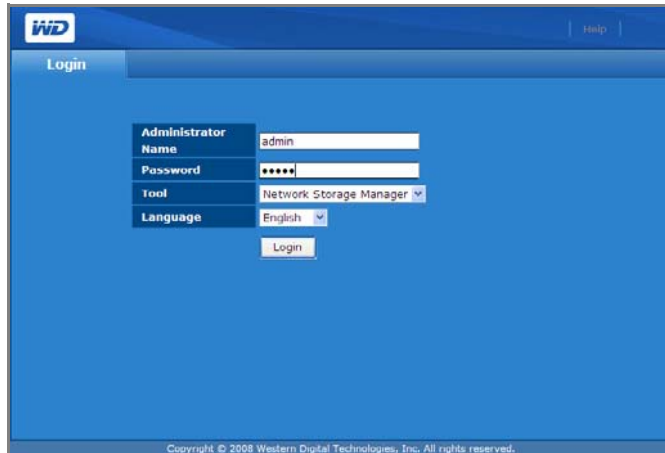 WD
Help
Login
Administrator
Name
admin
Password
•••••
Tool
Network Storage Manager
Language
English
Login
Copyright © 2008 Western Digital Technologies, Inc. All rights reserved.